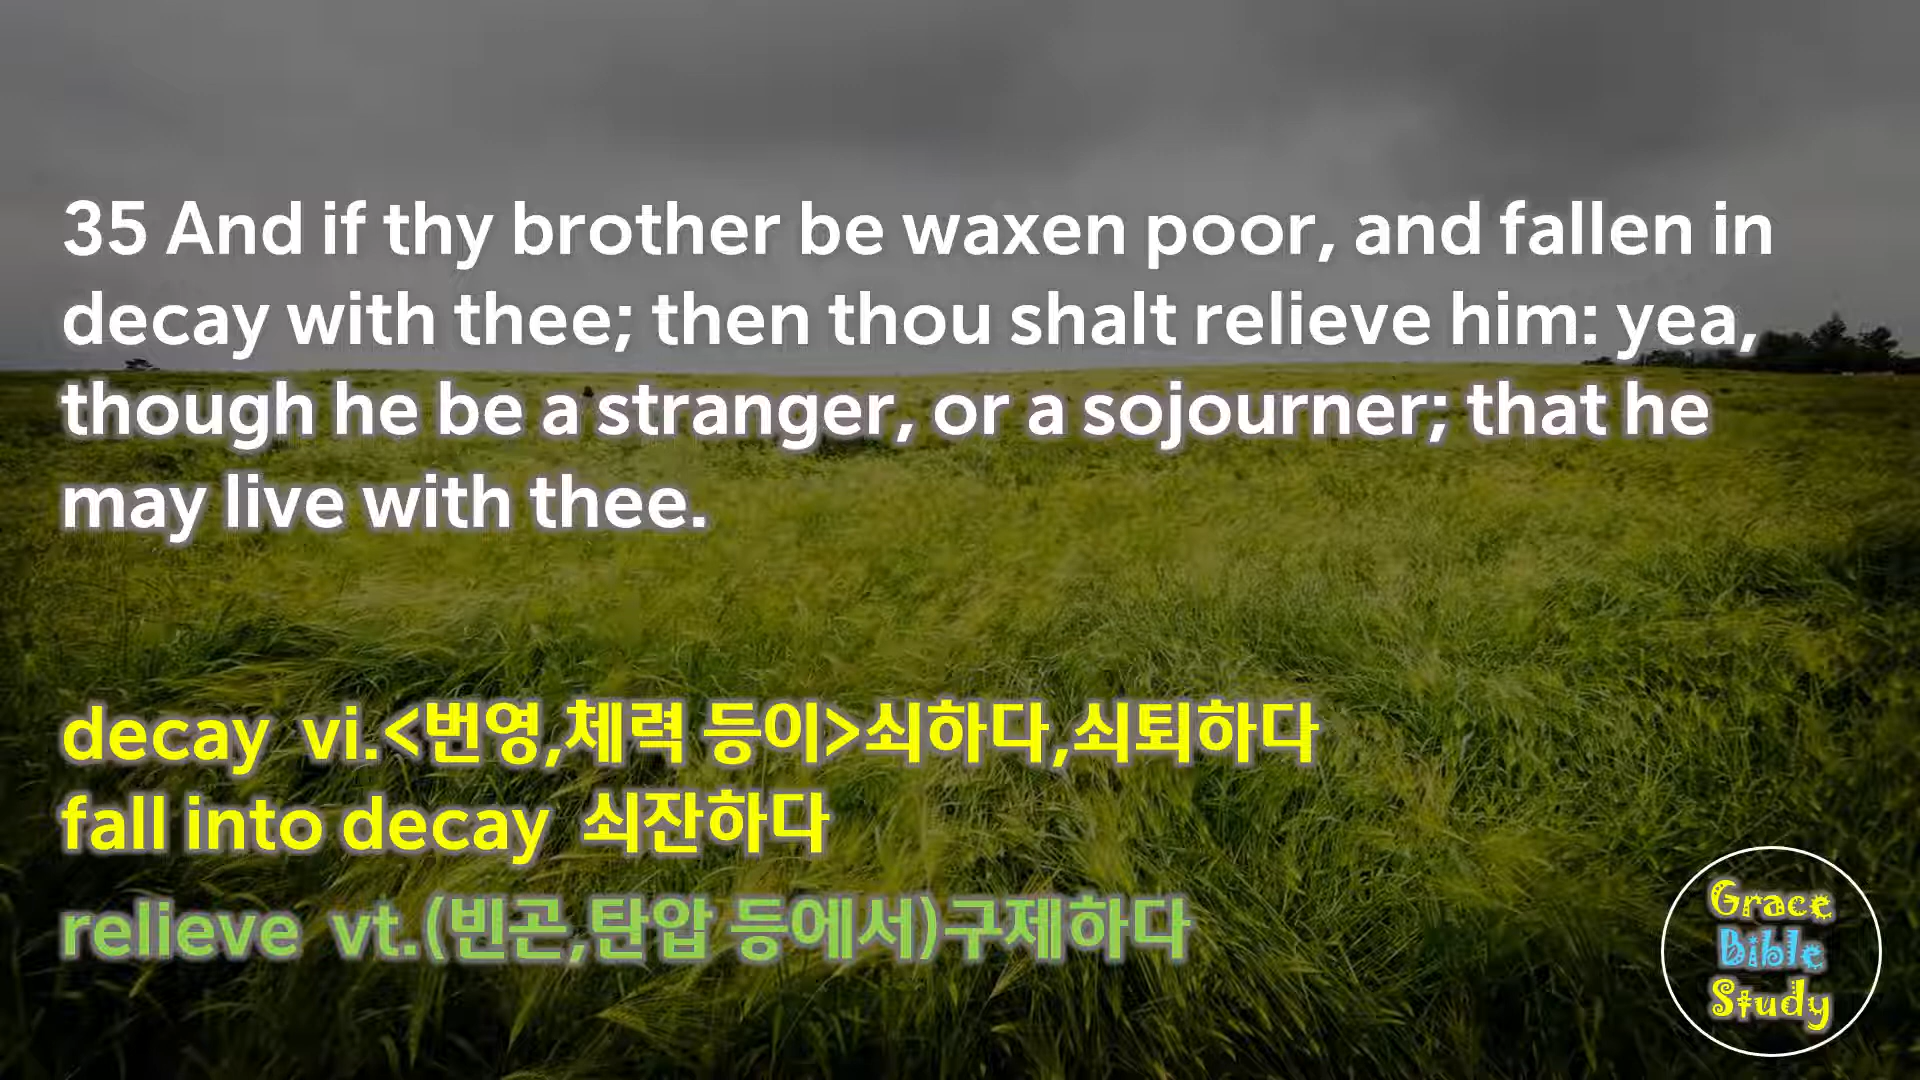 35 And if thy brother be waxen poor, and fallen in
decay with thee; then thou shalt relieve him: yea,
though he be a stranger, or a sojourner; that he
may live with thee.
decay vi.<번영,체력 등이>쇠하다,쇠퇴하다
fall into decay 쇠잔하다
relieve vt.(빈곤,탄압 등에서)구제하다
Grace
Bible
Study